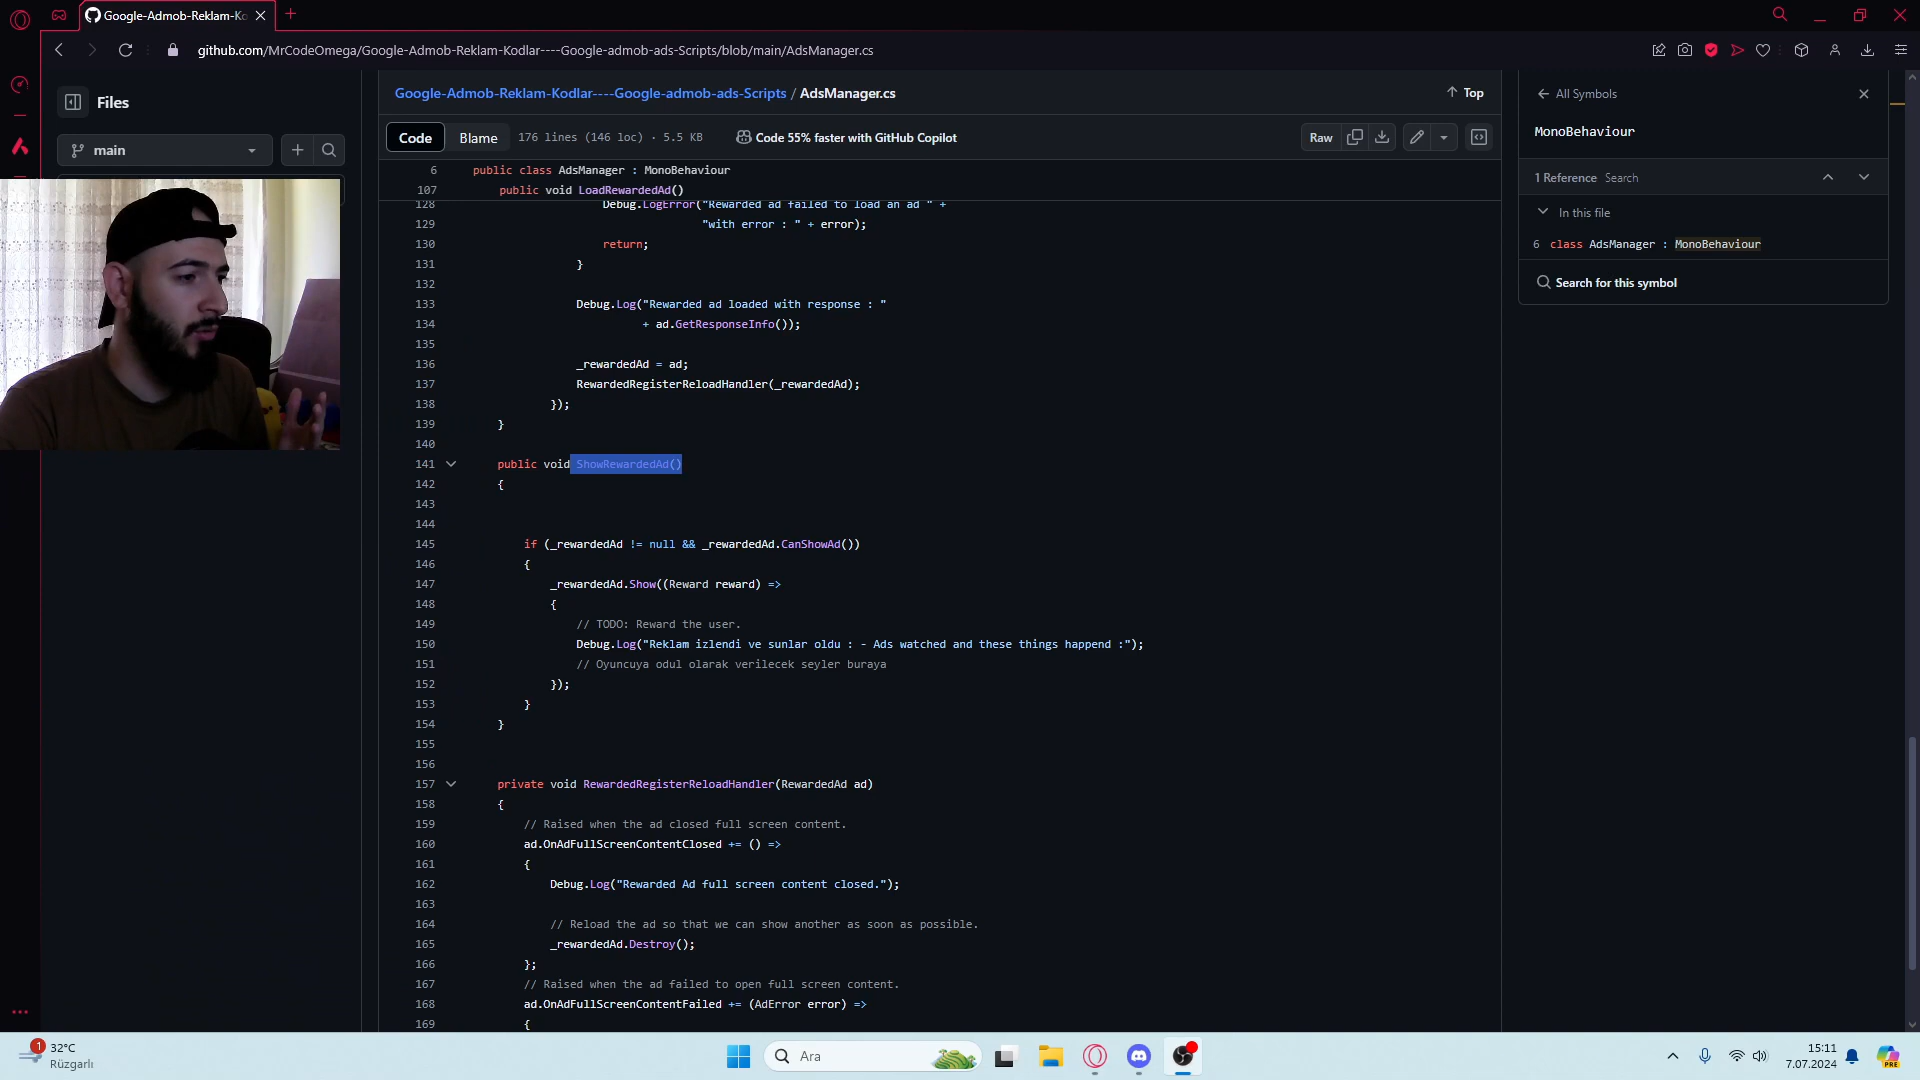 Google-Admob-Reklam-Ko
github.com/MrCodeOmega/Google-Admob-Reklam-Kodlar----Google-admob-ads-Scripts/blob/main/AdsManager.cs
Files
main
Google-Admob-Reklam-Kodlar----Google-admob-ads-Scripts / AdsManager.cs
Top
Code Blame 176 lines (146 loc) · 5.5 KB Code 55% faster with GitHub Copilot
Raw
6 public class AdsManager : MonoBehaviour
107 public void LoadRewardedAd()
128 Debug.LogError("Rewarded ad failed to load an ad " +
129 "with error : " + error);
130 return;
131 }
132
133 Debug.Log("Rewarded ad loaded with response : "
134 + ad.GetResponseInfo());
135
136 _rewardedAd = ad;
137 RewardedRegisterReloadHandler(_rewardedAd);
138 });
139 }
140
141 public void ShowRewardedAd()
142 {
143
144
145 if (_rewardedAd != null && _rewardedAd.CanShowAd())
146 {
147 _rewardedAd.Show((Reward reward) =>
148 {
149 // TODO: Reward the user.
150 Debug.Log("Reklam izlendi ve sunlar oldu : - Ads watched and these things happend :");
151 // Oyuncuya odul olarak verilecek seyler buraya
152 });
153 }
154 }
155
156
157 private void RewardedRegisterReloadHandler(RewardedAd ad)
158 {
159 // Raised when the ad closed full screen content.
160 ad.OnAdFullScreenContentClosed += () =>
161 {
162 Debug.Log("Rewarded Ad full screen content closed.");
163
164 // Reload the ad so that we can show another as soon as possible.
165 _rewardedAd.Destroy();
166 };
167 // Raised when the ad failed to open full screen content.
168 ad.OnAdFullScreenContentFailed += (AdError error) =>
169 {
All Symbols
MonoBehaviour
1 Reference Search
In this file
6 class AdsManager : MonoBehaviour
Search for this symbol
1
32°C
Rüzgarlı
Ara
15:11
7.07.2024
PRE